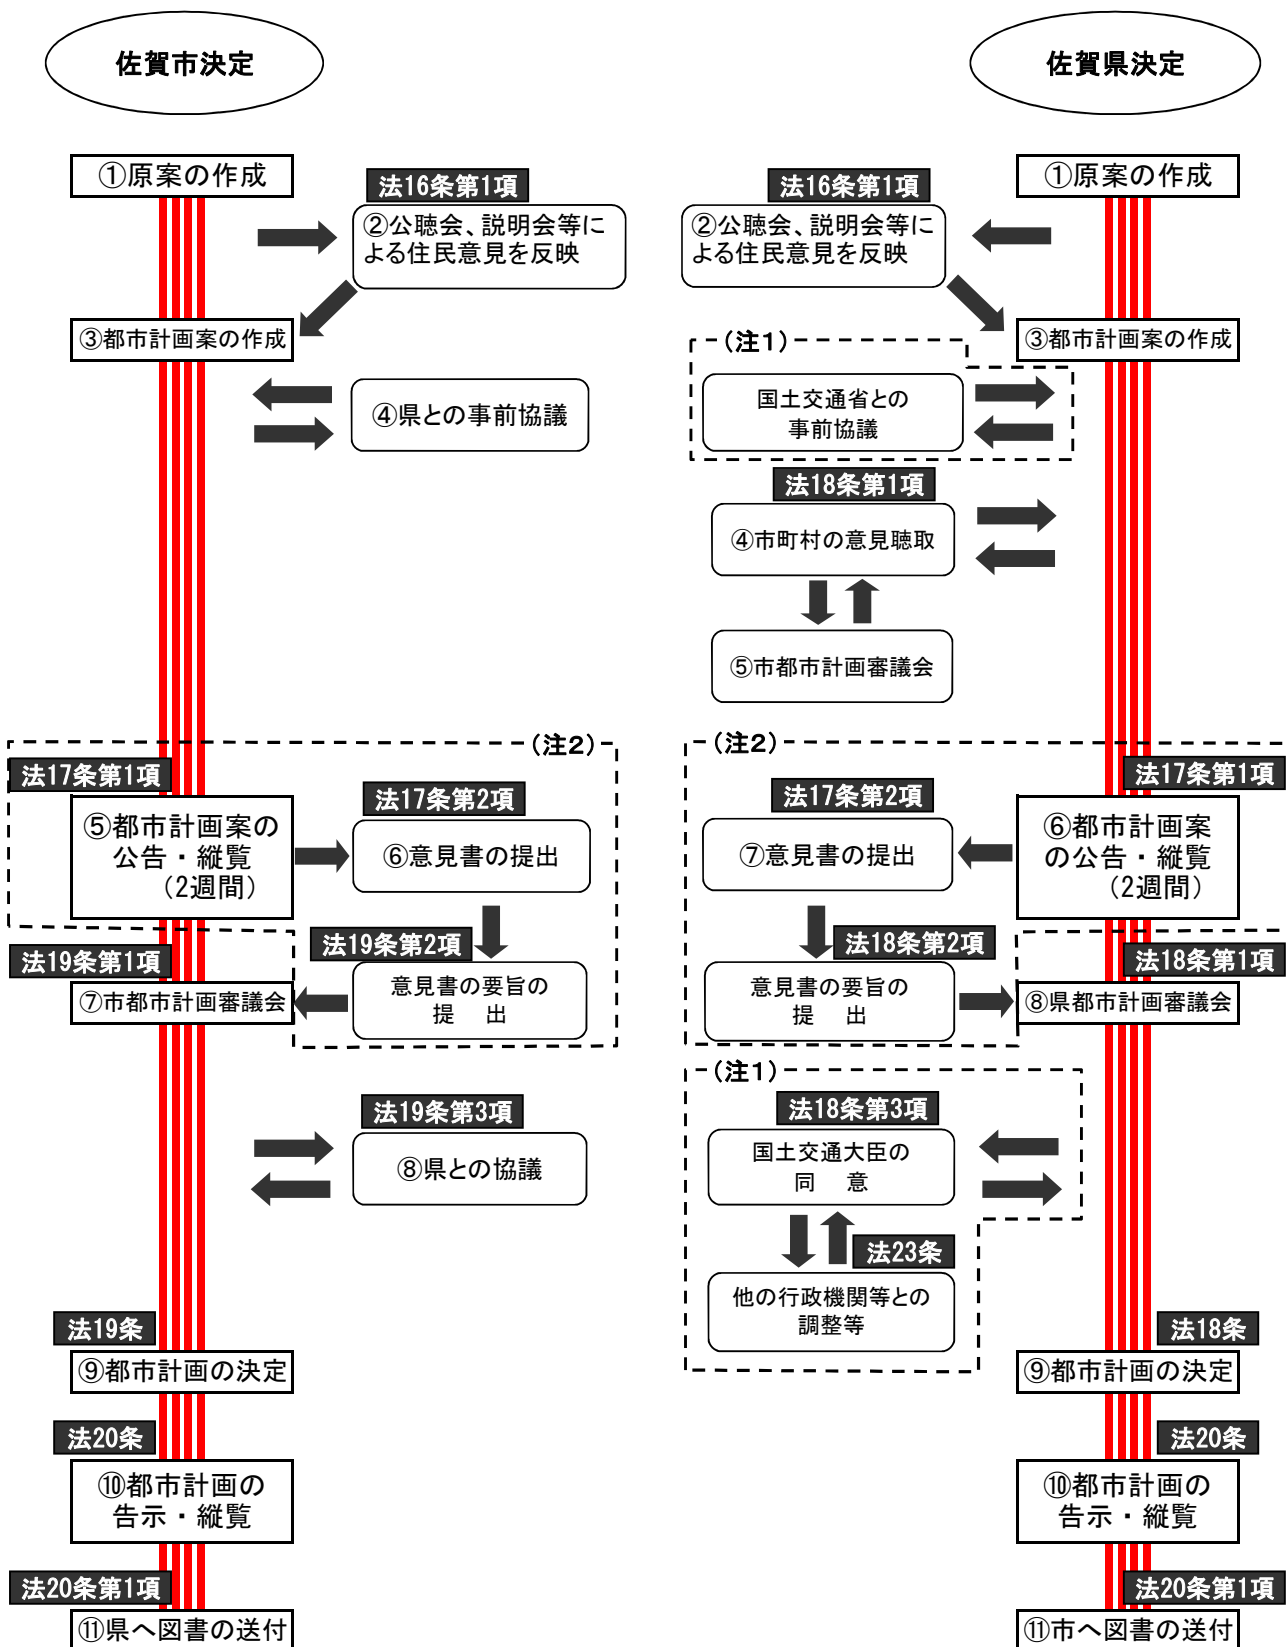 佐賀市決定
①原案の作成
法16条第1項
②公聴会、説明会等に
よる住民意見を反映
③都市計画案の作成
④県との事前協議
(注2)
法17条第1項
⑤都市計画案の
公告・縦覧
(2週間)
法17条第2項
⑥意見書の提出
法19条第2項
意見書の要旨の
提 出
法19条第1項
⑦市都市計画審議会
法19条第3項
⑧県との協議
法19条
⑨都市計画の決定
法20条
⑩都市計画の
告示・縦覧
法20条第1項
⑪県へ図書の送付
佐賀県決定
①原案の作成
法16条第1項
②公聴会、説明会等に
よる住民意見を反映
③都市計画案の作成
(注1)
国土交通省との
事前協議
法18条第1項
④市町村の意見聴取
⑤市都市計画審議会
(注2)
法17条第1項
⑥都市計画案
の公告・縦覧
(2週間)
法17条第2項
⑦意見書の提出
法18条第2項
意見書の要旨の
提 出
法18条第1項
⑧県都市計画審議会
(注1)
法18条第3項
国土交通大臣の
同 意
法23条
他の行政機関等との
調整等
法18条
⑨都市計画の決定
法20条
⑩都市計画の
告示・縦覧
法20条第1項
⑪市へ図書の送付